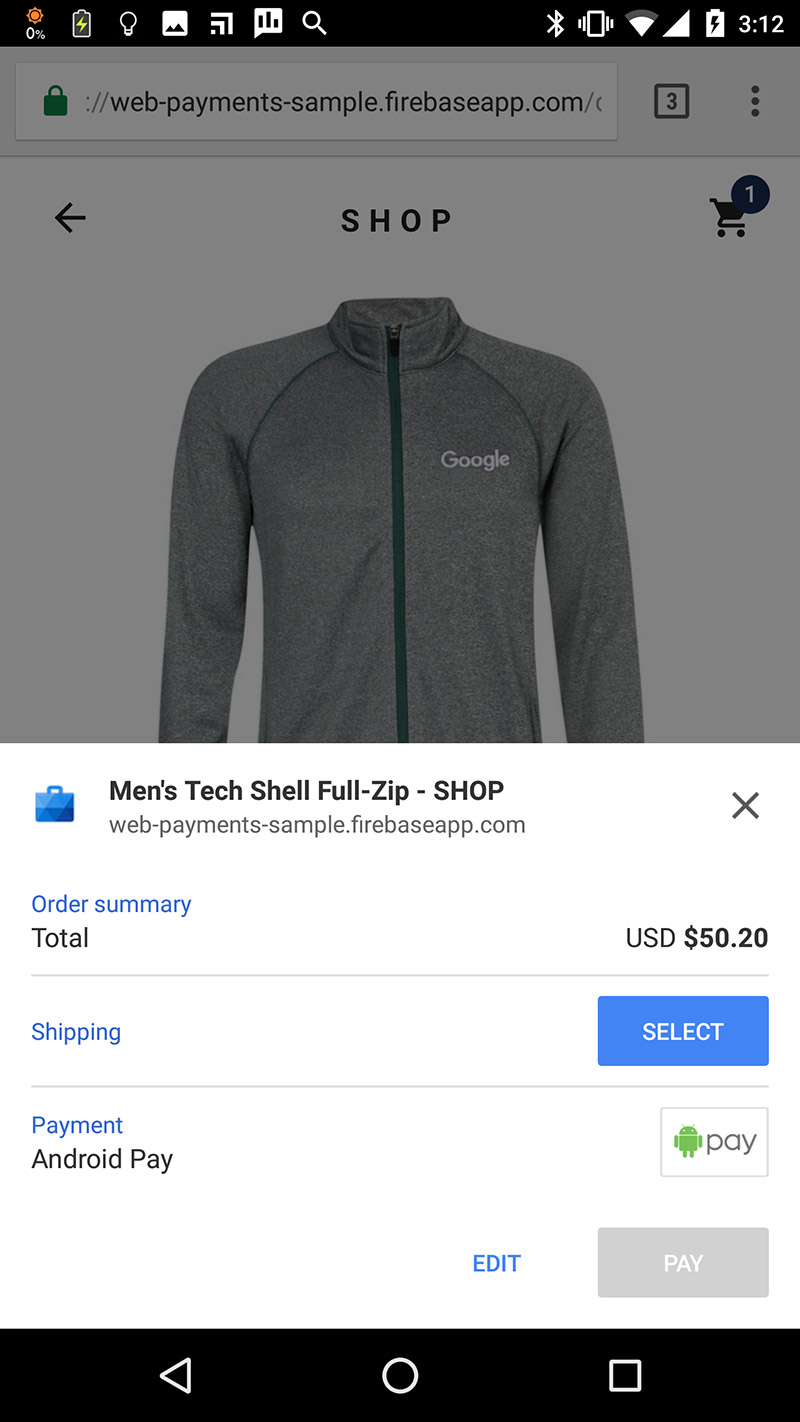 0%
3:12
://web-payments-sample.firebaseapp.com/
3
SHOP
1
Google
Men's Tech Shell Full-Zip - SHOP
web-payments-sample.firebaseapp.com
Order summary
Total USD $50.20
Shipping SELECT
Payment
Android Pay
pay
EDIT PAY